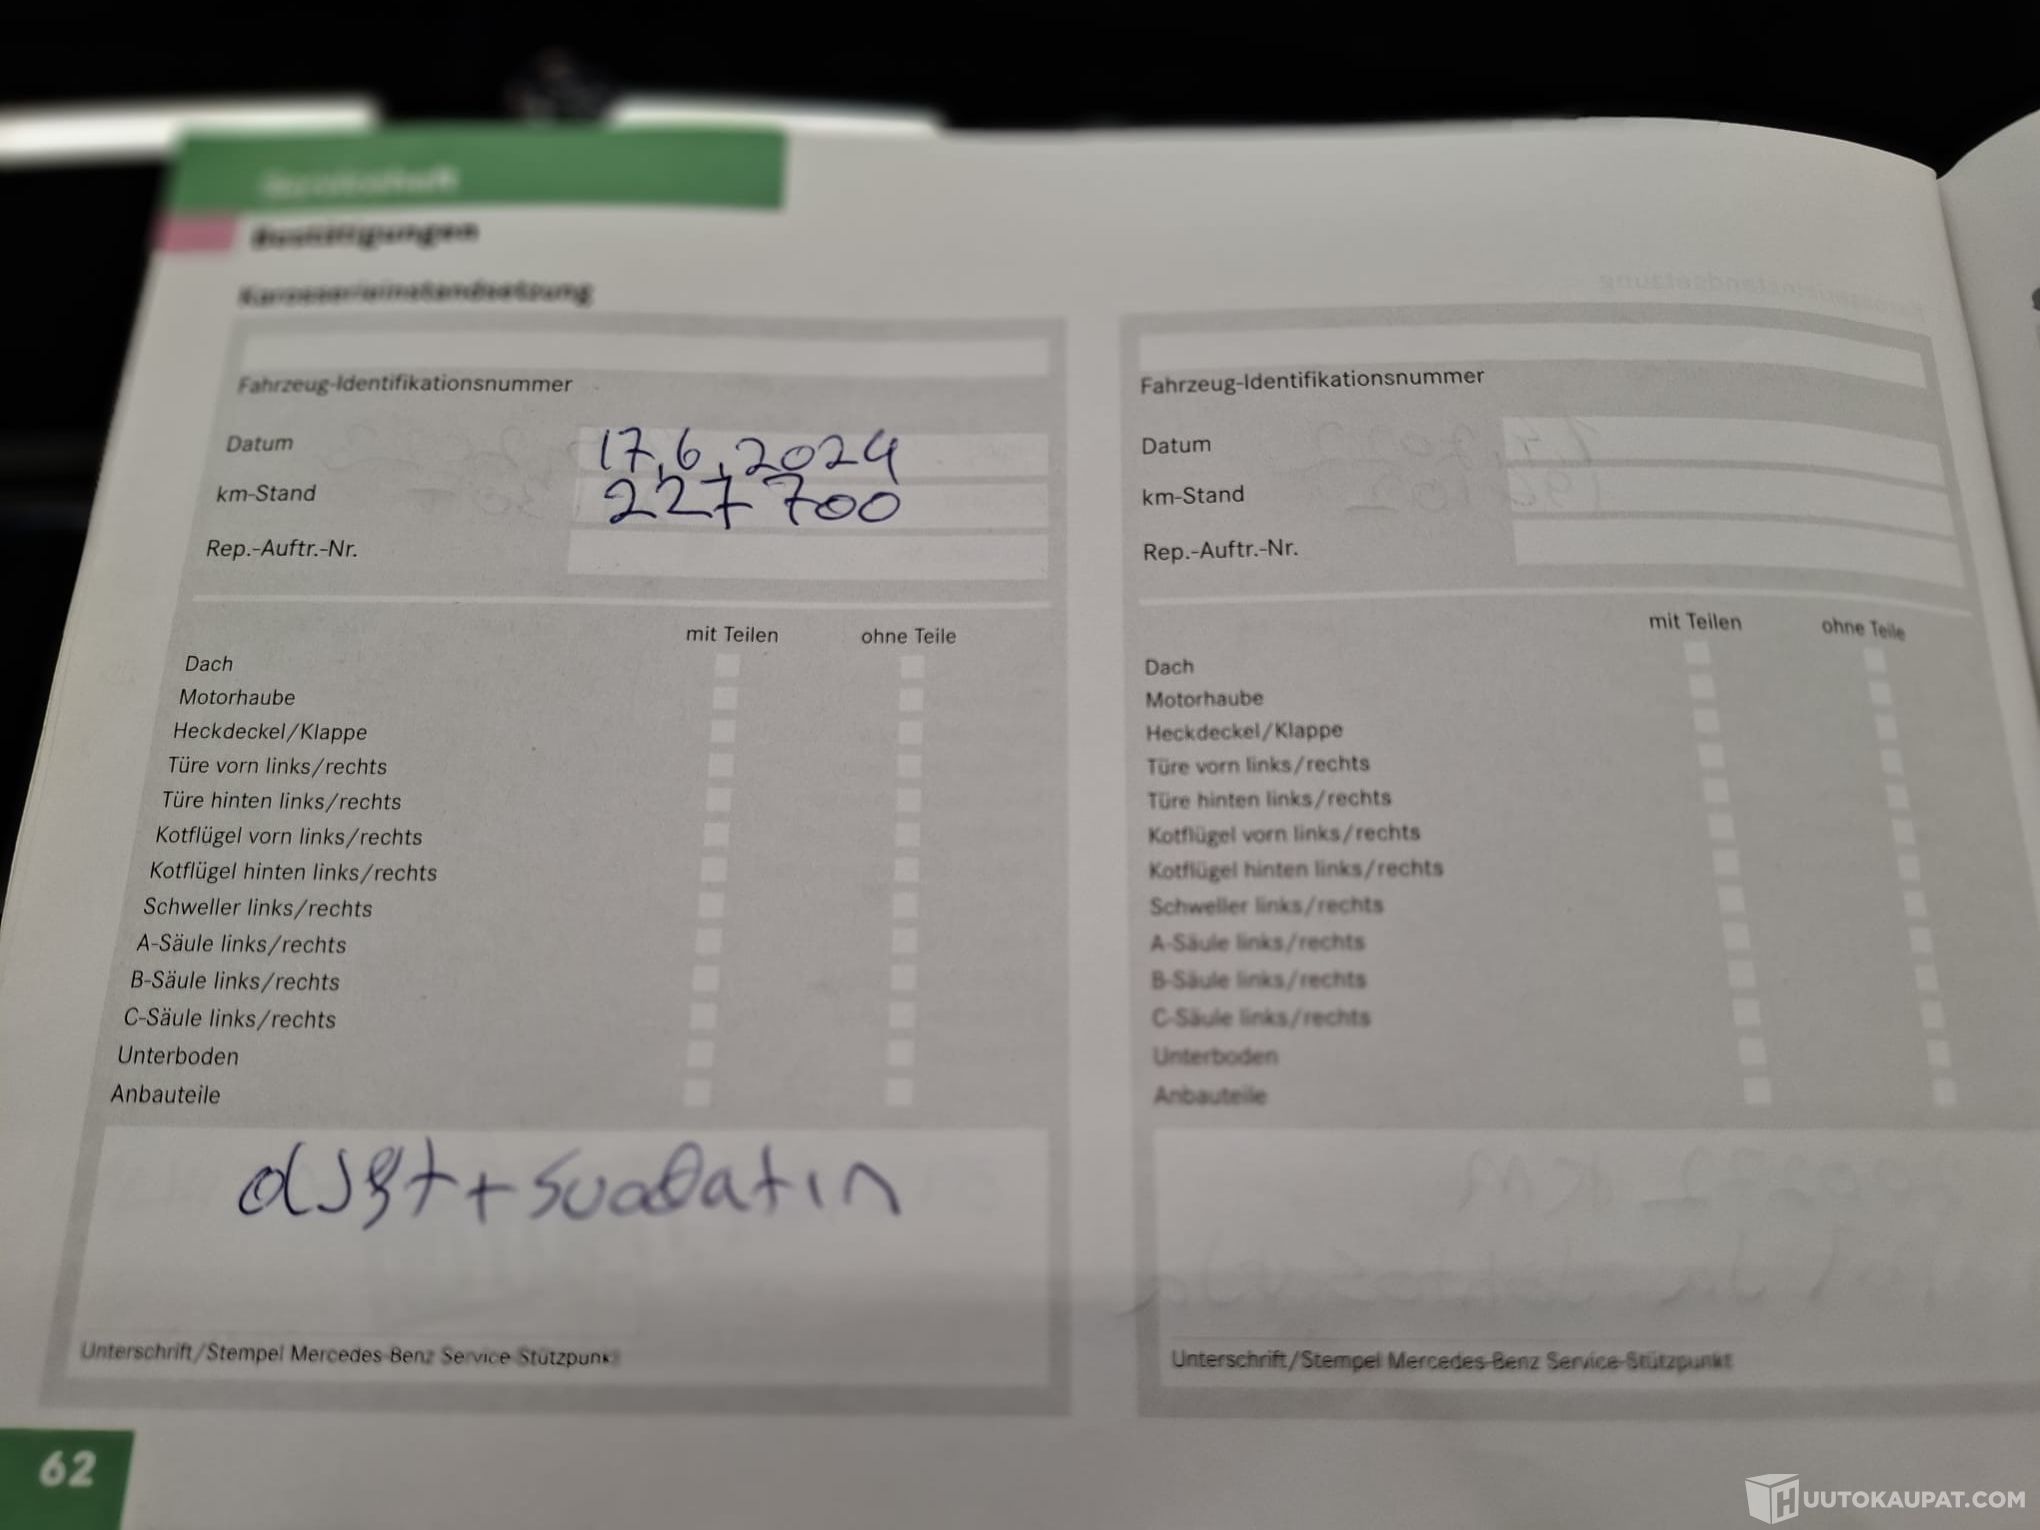 Serviceheft
Bestätigungen
Karosserieinstandsetzung
Fahrzeug-Identifikationsnummer
Datum 17.6.2024
km-Stand 227 700
Rep.-Auftr.-Nr.
mit Teilen ohne Teile
Dach
Motorhaube
Heckdeckel/Klappe
Türe vorn links/rechts
Türe hinten links/rechts
Kotflügel vorn links/rechts
Kotflügel hinten links/rechts
Schweller links/rechts
A-Säule links/rechts
B-Säule links/rechts
C-Säule links/rechts
Unterboden
Anbauteile
Unterschrift/Stempel Mercedes-Benz Service-Stützpunkt
Fahrzeug-Identifikationsnummer
Datum
km-Stand
Rep.-Auftr.-Nr.
mit Teilen ohne Teile
Dach
Motorhaube
Heckdeckel/Klappe
Türe vorn links/rechts
Türe hinten links/rechts
Kotflügel vorn links/rechts
Kotflügel hinten links/rechts
Schweller links/rechts
A-Säule links/rechts
B-Säule links/rechts
C-Säule links/rechts
Unterboden
Anbauteile
Unterschrift/Stempel Mercedes-Benz Service-Stützpunkt
62
HUUTOKAUPAT.COM